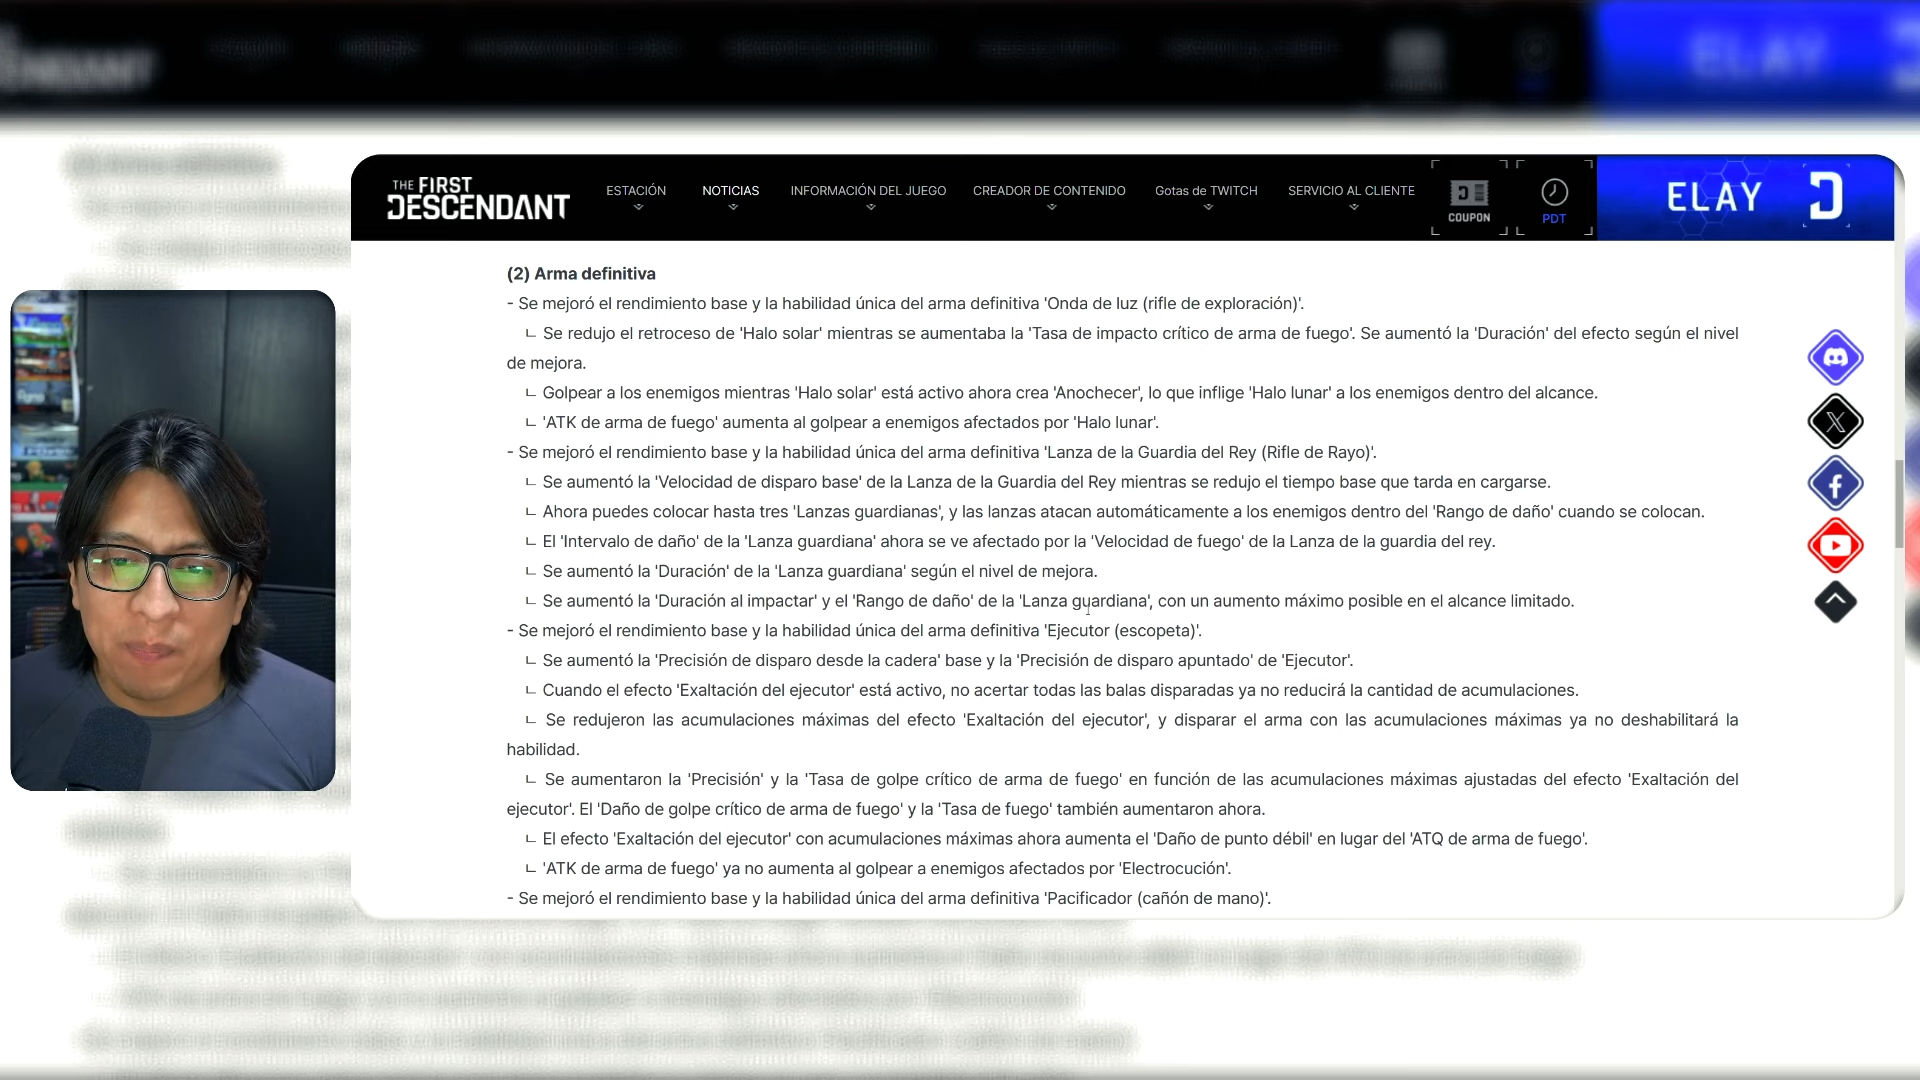 THE FIRST
DESCENDANT
ESTACIÓN
NOTICIAS
INFORMACIÓN DEL JUEGO
CREADOR DE CONTENIDO
Gotas de TWITCH
SERVICIO AL CLIENTE
COUPON
PDT
ELAY
(2) Arma definitiva
- Se mejoró el rendimiento base y la habilidad única del arma definitiva 'Onda de luz (rifle de exploración)'.
ㄴ Se redujo el retroceso de 'Halo solar' mientras se aumentaba la 'Tasa de impacto crítico de arma de fuego'. Se aumentó la 'Duración' del efecto según el nivel
de mejora.
ㄴ Golpear a los enemigos mientras 'Halo solar' está activo ahora crea 'Anochecer', lo que inflige 'Halo lunar' a los enemigos dentro del alcance.
ㄴ 'ATK de arma de fuego' aumenta al golpear a enemigos afectados por 'Halo lunar'.
- Se mejoró el rendimiento base y la habilidad única del arma definitiva 'Lanza de la Guardia del Rey (Rifle de Rayo)'.
ㄴ Se aumentó la 'Velocidad de disparo base' de la Lanza de la Guardia del Rey mientras se redujo el tiempo base que tarda en cargarse.
ㄴ Ahora puedes colocar hasta tres 'Lanzas guardianas', y las lanzas atacan automáticamente a los enemigos dentro del 'Rango de daño' cuando se colocan.
ㄴ El 'Intervalo de daño' de la 'Lanza guardiana' ahora se ve afectado por la 'Velocidad de fuego' de la Lanza de la guardia del rey.
ㄴ Se aumentó la 'Duración' de la 'Lanza guardiana' según el nivel de mejora.
ㄴ Se aumentó la 'Duración al impactar' y el 'Rango de daño' de la 'Lanza guardiana', con un aumento máximo posible en el alcance limitado.
- Se mejoró el rendimiento base y la habilidad única del arma definitiva 'Ejecutor (escopeta)'.
ㄴ Se aumentó la 'Precisión de disparo desde la cadera' base y la 'Precisión de disparo apuntado' de 'Ejecutor'.
ㄴ Cuando el efecto 'Exaltación del ejecutor' está activo, no acertar todas las balas disparadas ya no reducirá la cantidad de acumulaciones.
ㄴ Se redujeron las acumulaciones máximas del efecto 'Exaltación del ejecutor', y disparar el arma con las acumulaciones máximas ya no deshabilitará la
habilidad.
ㄴ Se aumentaron la 'Precisión' y la 'Tasa de golpe crítico de arma de fuego' en función de las acumulaciones máximas ajustadas del efecto 'Exaltación del
ejecutor'. El 'Daño de golpe crítico de arma de fuego' y la 'Tasa de fuego' también aumentaron ahora.
ㄴ El efecto 'Exaltación del ejecutor' con acumulaciones máximas ahora aumenta el 'Daño de punto débil' en lugar del 'ATQ de arma de fuego'.
ㄴ 'ATK de arma de fuego' ya no aumenta al golpear a enemigos afectados por 'Electrocución'.
- Se mejoró el rendimiento base y la habilidad única del arma definitiva 'Pacificador (cañón de mano)'.